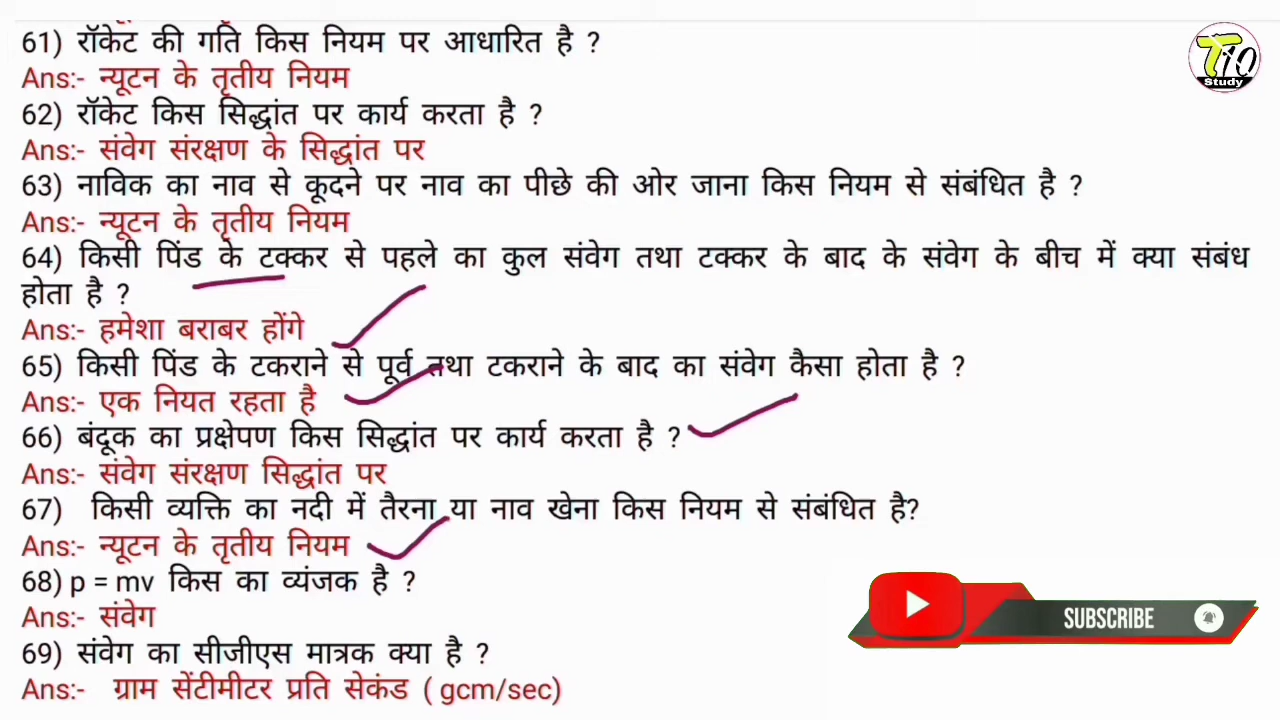 61) रॉकेट की गति किस नियम पर आधारित है ?
Ans:- न्यूटन के तृतीय नियम
62) रॉकेट किस सिद्धांत पर कार्य करता है ?
Ans:- संवेग संरक्षण के सिद्धांत पर
63) नाविक का नाव से कूदने पर नाव का पीछे की ओर जाना किस नियम से संबंधित है ?
Ans:- न्यूटन के तृतीय नियम
64) किसी पिंड के टक्कर से पहले का कुल संवेग तथा टक्कर के बाद के संवेग के बीच में क्या संबंध
होता है ?
Ans:- हमेशा बराबर होंगे
65) किसी पिंड के टकराने से पूर्व तथा टकराने के बाद का संवेग कैसा होता है ?
Ans:- एक नियत रहता है
66) बंदूक का प्रक्षेपण किस सिद्धांत पर कार्य करता है ?
Ans:- संवेग संरक्षण सिद्धांत पर
67) किसी व्यक्ति का नदी में तैरना या नाव खेना किस नियम से संबंधित है?
Ans:- न्यूटन के तृतीय नियम
68) p = mv किस का व्यंजक है ?
Ans:- संवेग
69) संवेग का सीजीएस मात्रक क्या है ?
Ans:- ग्राम सेंटीमीटर प्रति सेकंड ( gcm/sec)
Study
SUBSCRIBE